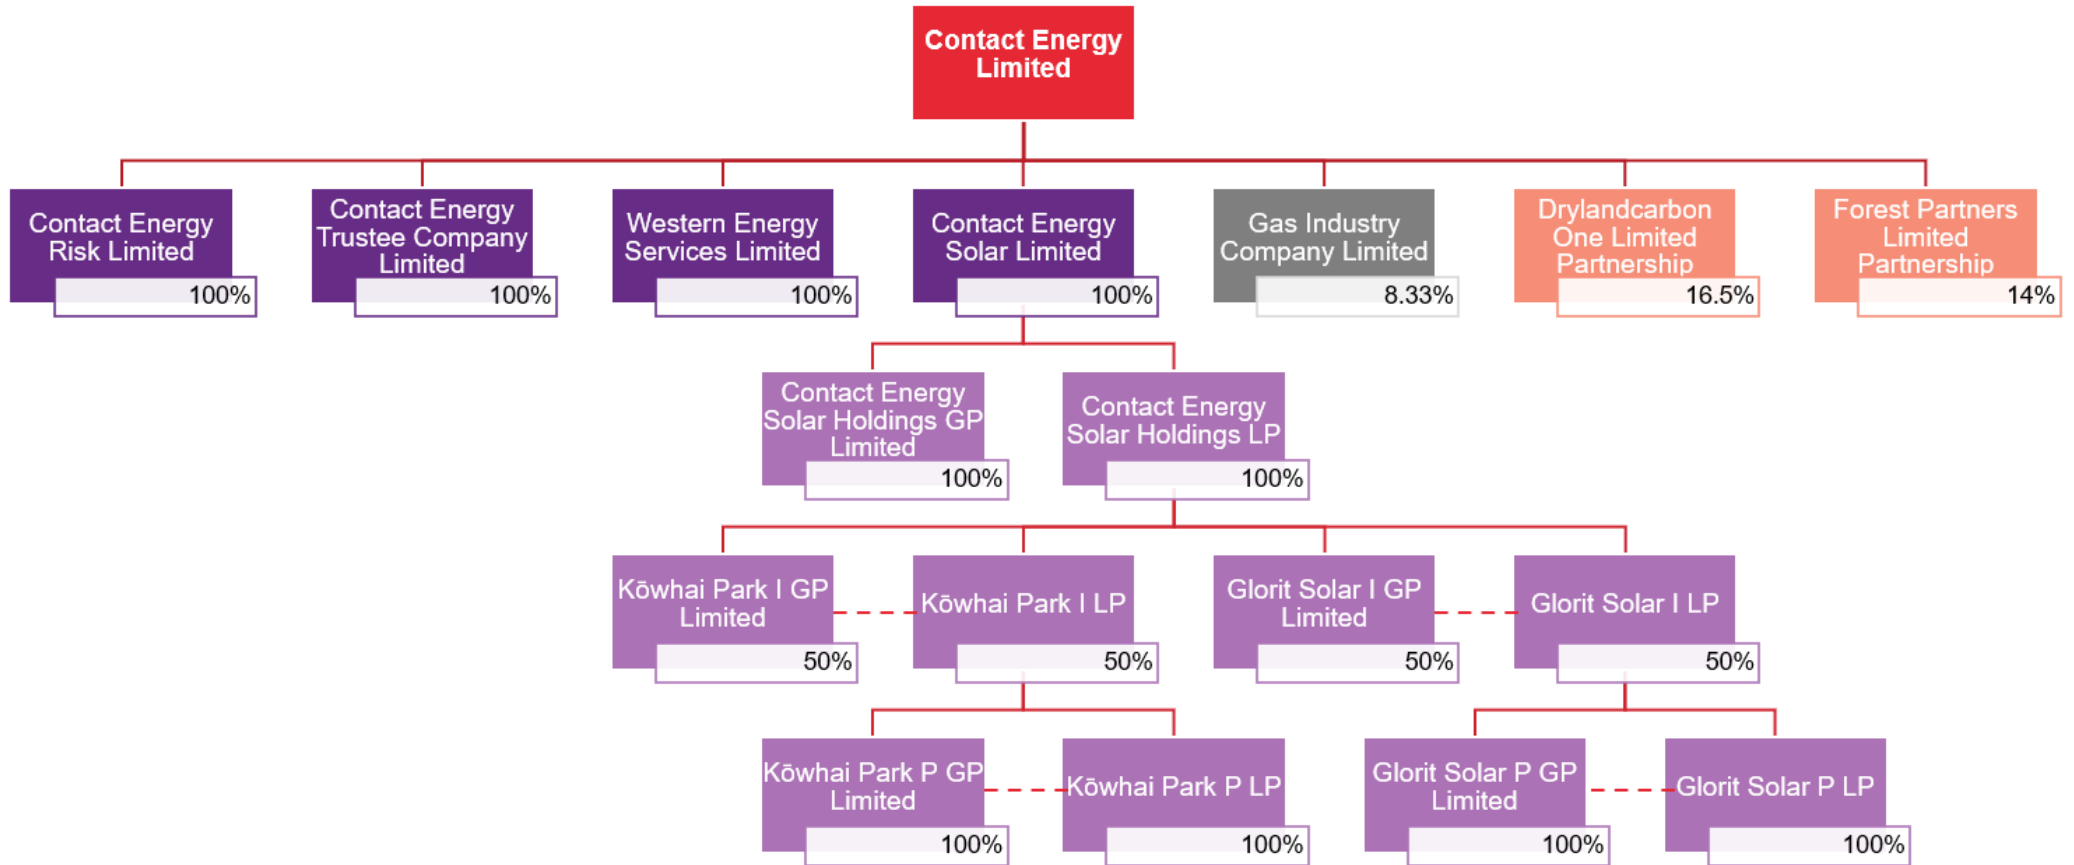 Contact Energy
Limited
Contact Energy
Risk Limited
100%
Contact Energy
Trustee Company
Limited
100%
Western Energy
Services Limited
100%
Contact Energy
Solar Limited
100%
Gas Industry
Company Limited
8.33%
Drylandcarbon
One Limited
Partnership
16.5%
Forest Partners
Limited
Partnership
14%
Contact Energy
Solar Holdings GP
Limited
100%
Contact Energy
Solar Holdings LP
100%
Kōwhai Park I GP
Limited
50%
Kōwhai Park I LP
50%
Glorit Solar I GP
Limited
50%
Glorit Solar I LP
50%
Kōwhai Park P GP
Limited
100%
Kōwhai Park P LP
100%
Glorit Solar P GP
Limited
100%
Glorit Solar P LP
100%